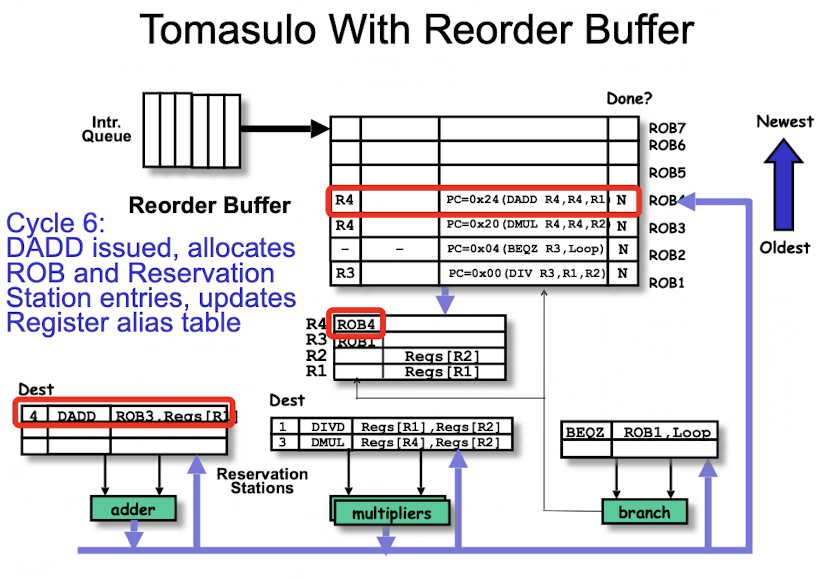 Tomasulo With Reorder Buffer
Done?
Intr.
Queue
ROB7
ROB6
ROB5
Newest
Reorder Buffer
R4 PC=0x24(DADD R4,R4,R1 N ROB4
R4 PC=0x20(DMUL R4,R4,R2) N ROB3
- - PC=0x04(BEQZ R3,Loop) N ROB2
R3 PC=0x00(DIV R3,R1,R2) N ROB1
Oldest
Cycle 6:
DADD issued, allocates
ROB and Reservation
Station entries, updates
Register alias table
R4 ROB4
R3 ROB1
R2 Regs[R2]
R1 Regs[R1]
Dest
4 DADD ROB3,Regs[R1]
Dest
1 DIVD Regs[R1],Regs[R2]
3 DMUL Regs[R4],Regs[R2]
BEQZ ROB1,Loop
Reservation
Stations
adder
multipliers
branch